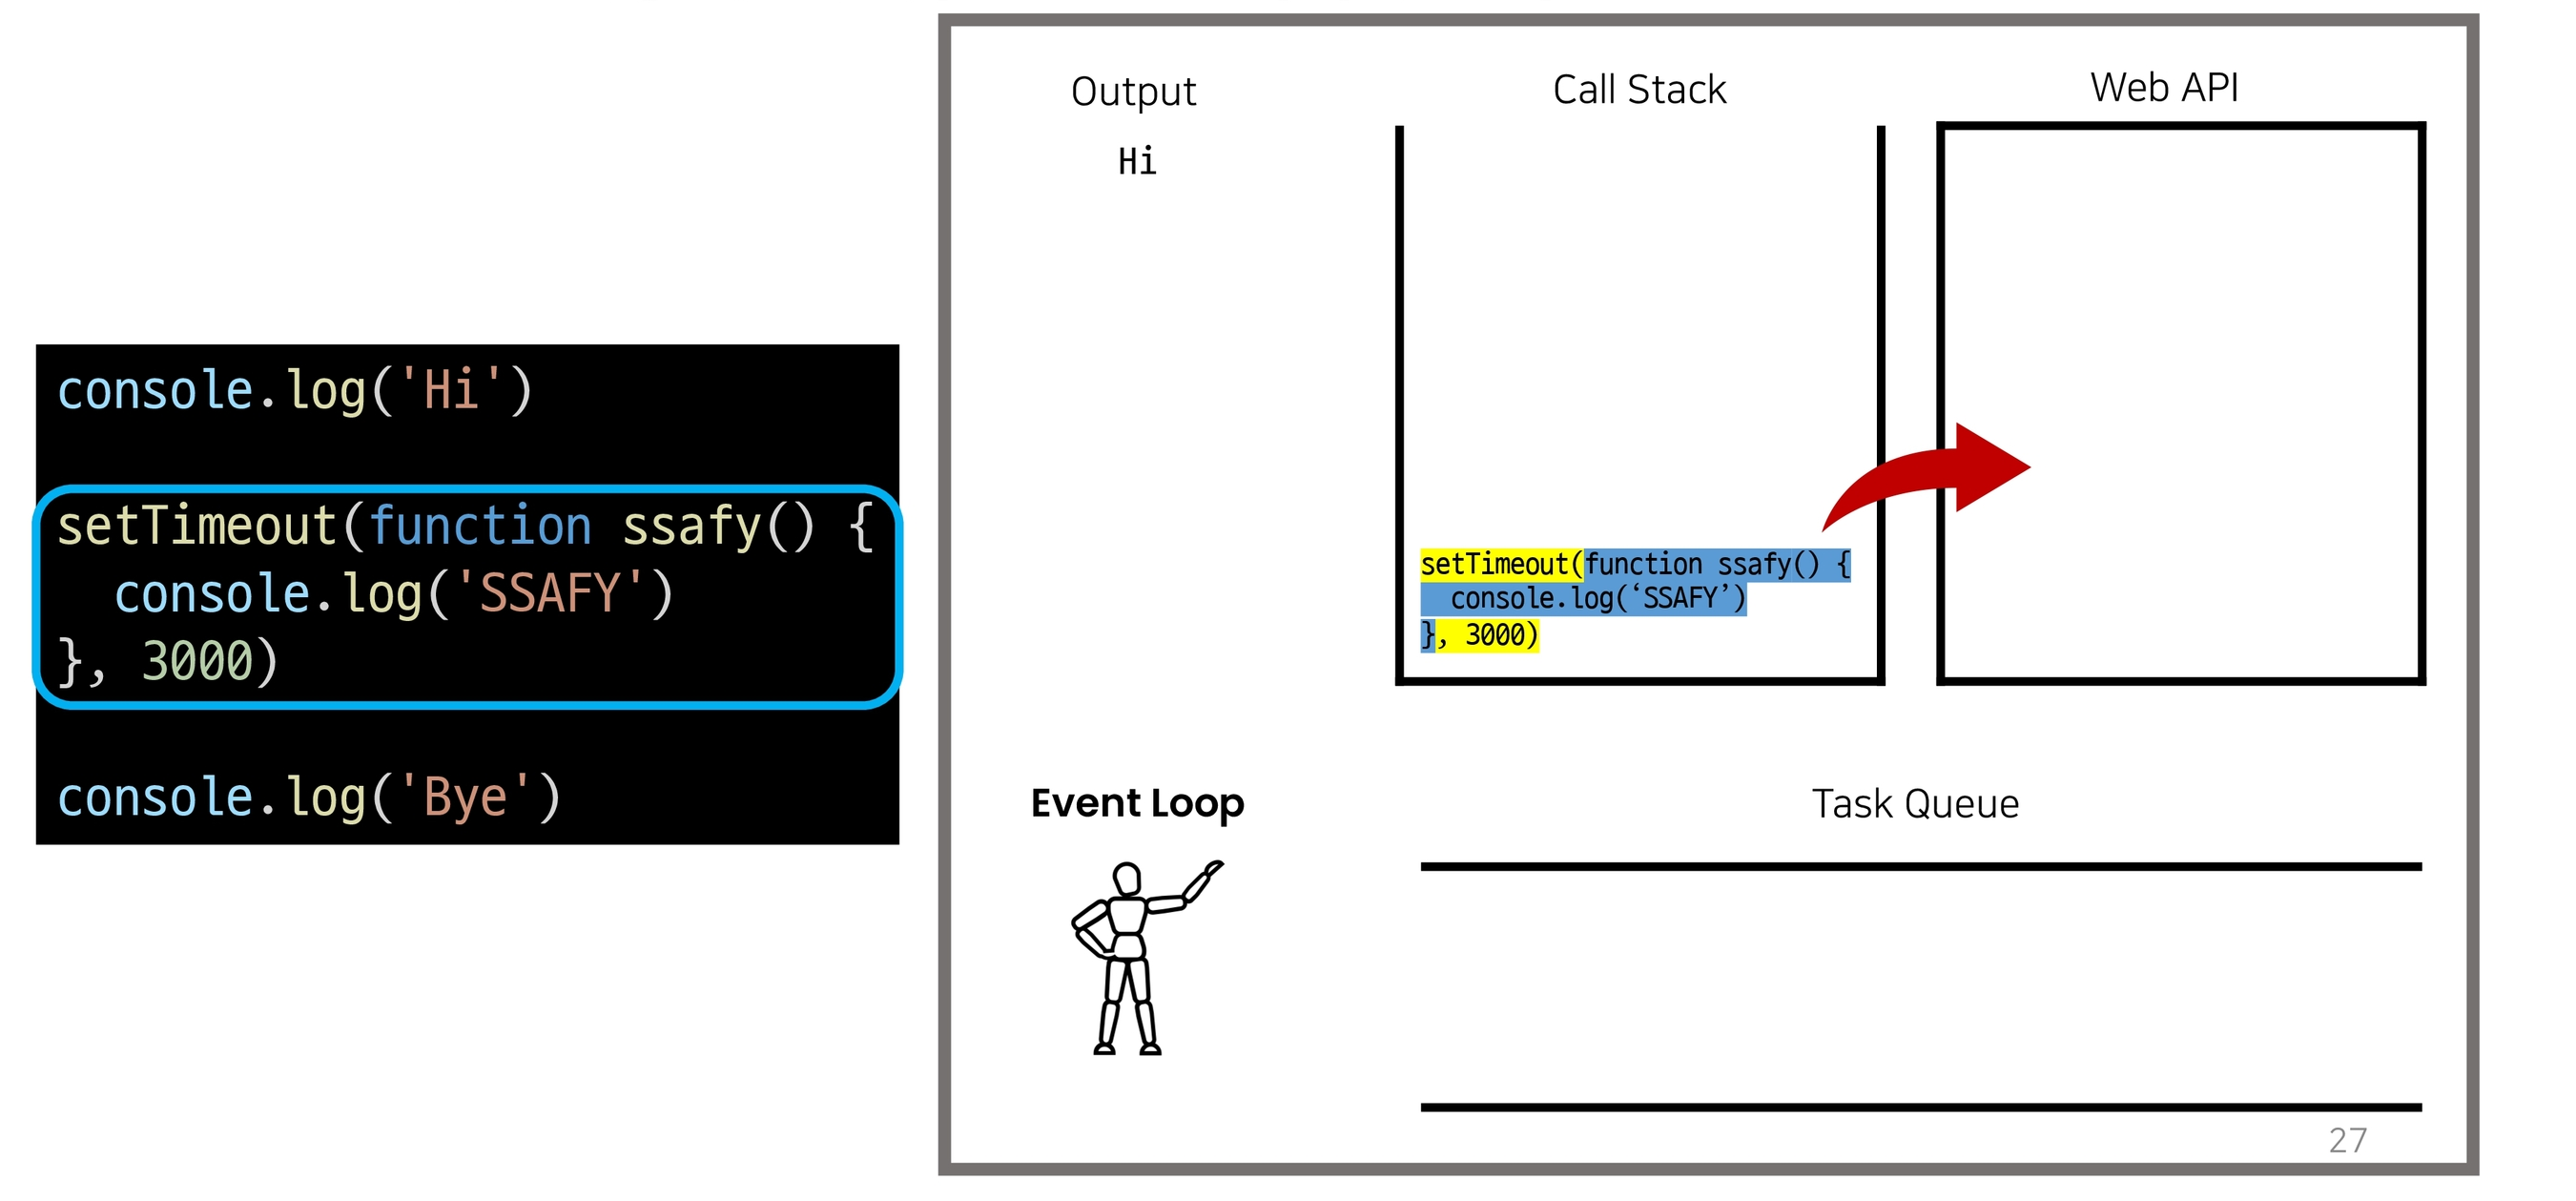 console.log('Hi')
setTimeout(function ssafy() {
  console.log('SSAFY')
}, 3000)
console.log('Bye')
Output
Hi
Call Stack
setTimeout(function ssafy() {
  console.log(‘SSAFY’)
}, 3000)
Web API
Event Loop
Task Queue
27